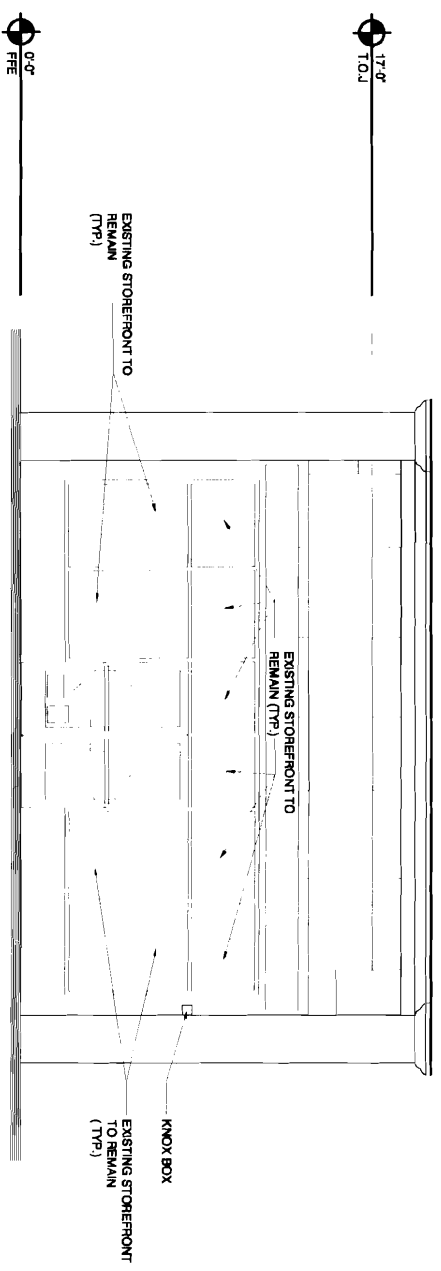 17'-0"
T.O.J
0'-0"
FFE
EXISTING STOREFRONT TO
REMAIN
(TYP.)
EXISTING STOREFRONT TO
REMAIN (TYP.)
KNOX BOX
EXISTING STOREFRONT
TO REMAIN
(TYP.)